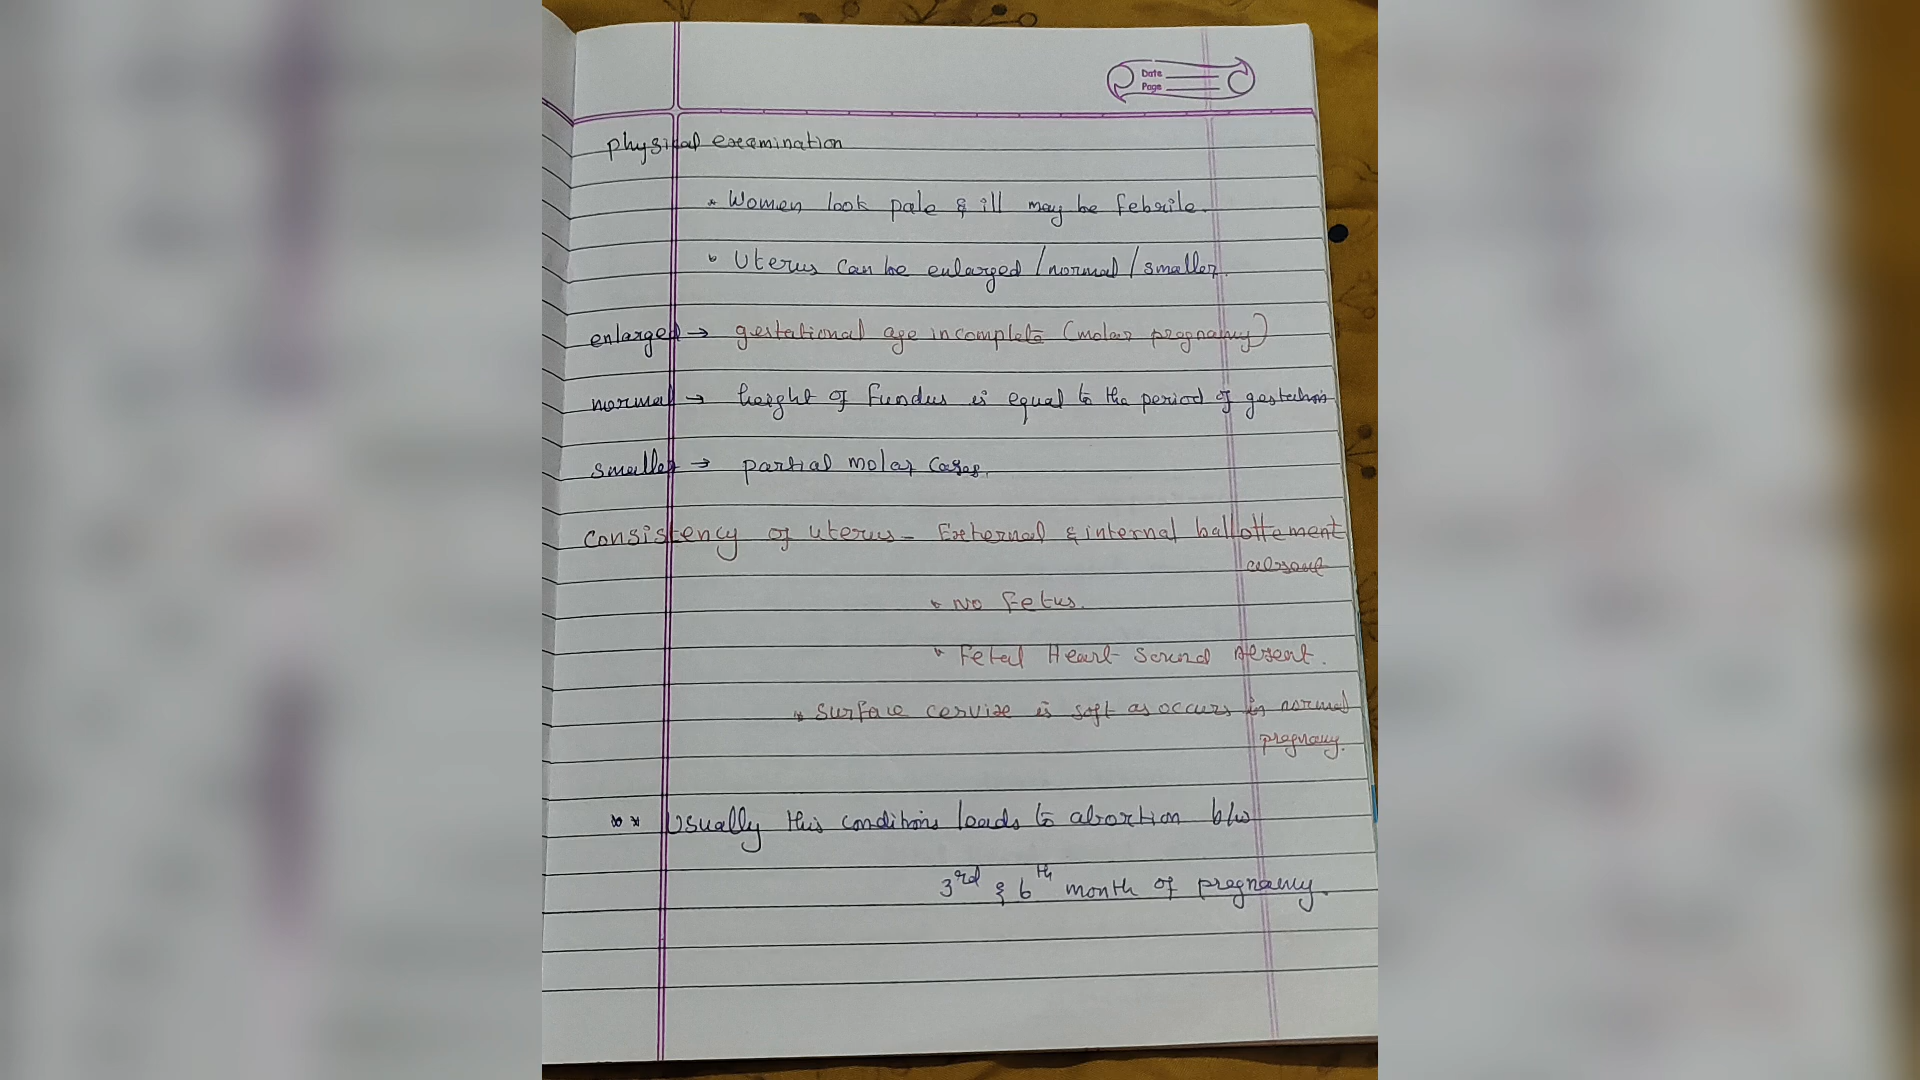 Date
Page
physical examination
* Women look pale & ill may be febrile.
* Uterus can be enlarged / normal / smaller.
enlarged → gestational age in complete (molar pregnancy)
normal → height of fundus is equal to the period of gestation
smaller → partial molar cases.
Consistency of uterus - External & internal ballottement
* No fetus.
* Fetal Heart Sound Absent.
* Surface cervix is soft as occurs in normal
pregnancy.
** Usually this conditions leads to abortion b/w
3rd & 6th month of pregnancy.